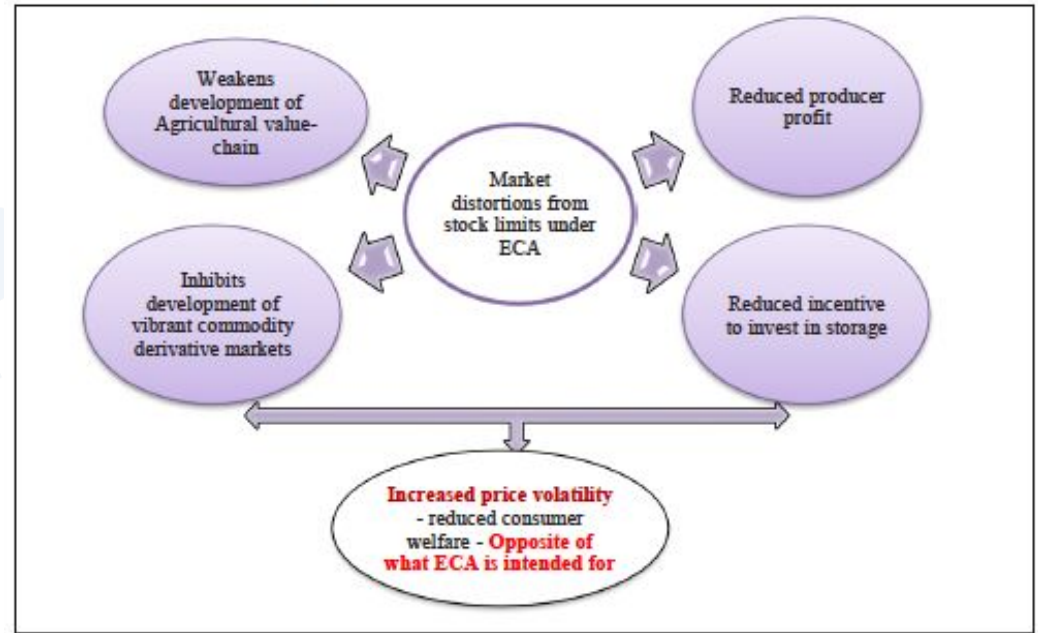 Weakens
development of
Agricultural value-
chain
Reduced producer
profit
Market
distortions from
stock limits under
ECA
Inhibits
development of
vibrant commodity
derivative markets
Reduced incentive
to invest in storage
Increased price volatility
- reduced consumer
welfare - Opposite of
what ECA is intended for